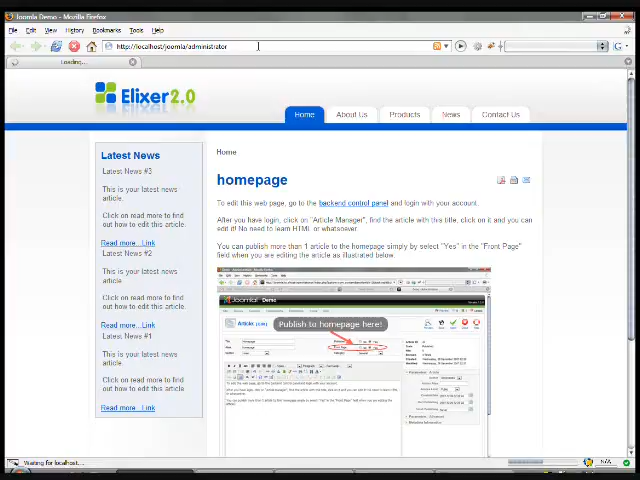 Joomla Demo - Mozilla Firefox
File Edit View History Bookmarks Tools Help
http://localhost/joomla/administrator
Loading...
Elixer2.0
Home About Us Products News Contact Us
Latest News
Latest News #3
This is your latest news
article.
Click on read more to find
out how to edit this article.
Read more...Link
Latest News #2
This is your latest news
article.
Click on read more to find
out how to edit this article.
Read more...Link
Latest News #1
This is your latest news
article.
Click on read more to find
out how to edit this article.
Read more...Link
Home
homepage
To edit this web page, go to the backend control panel and login with your account.
After you have login, click on "Article Manager", find the article with this title, click on it and you can
edit it! No need to learn HTML or whatsoever.
You can publish more than 1 article to the homepage simply by select "Yes" in the "Front Page"
field when you are editing the article as illustrated below.
Joomla! Demo
Publish to homepage here!
Article
Waiting for localhost...
N/A